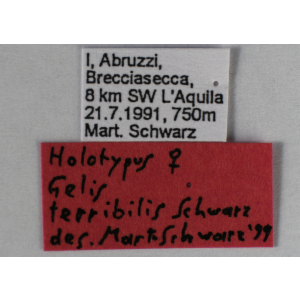 I, Abruzzi,
Brecciasecca,
8 km SW L'Aquila
21.7.1991, 750m
Mart. Schwarz
Holotypus ♀
Gelis
terribilis Schwarz
des. Mart. Schwarz '99